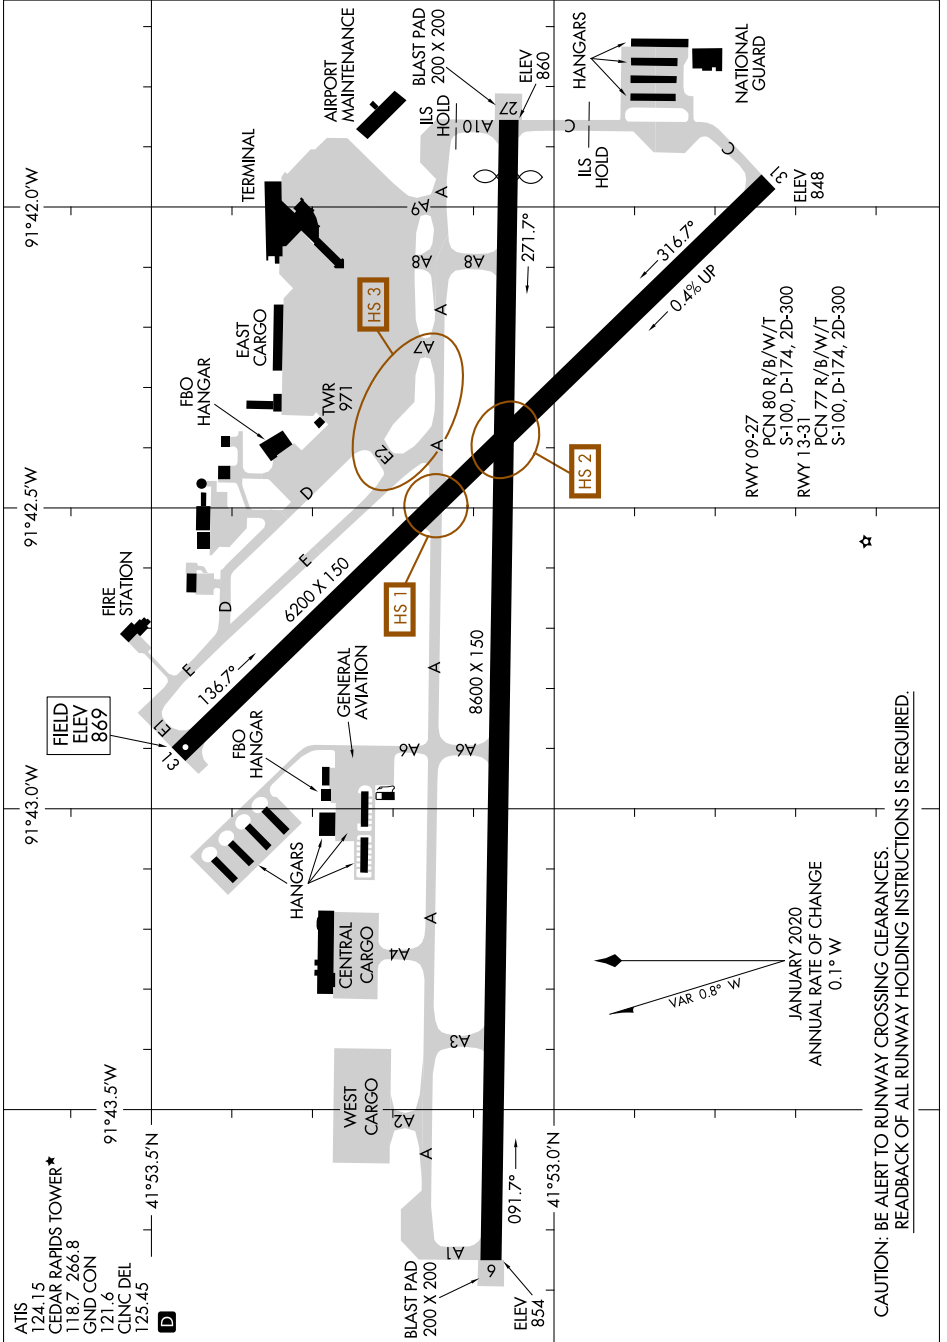 ATIS
124.15
CEDAR RAPIDS TOWER★
118.7 266.8
GND CON
121.6
CLNC DEL
125.45
D
91°43.5'W
91°43.0'W
91°42.5'W
91°42.0'W
41°53.5'N
41°53.0'N
FIELD
ELEV
869
FIRE
STATION
FBO
HANGAR
EAST
CARGO
TERMINAL
AIRPORT
MAINTENANCE
TWR
971
HS 3
D
D
E
E
E1
E2
13
136.7°
6200 X 150
HANGARS
FBO
HANGAR
GENERAL
AVIATION
CENTRAL
CARGO
WEST
CARGO
HS 1
HS 2
A
A
A
A
A
A
A1
A2
A3
A4
A6
A6
A7
A8
A8
A9
A10
ILS
HOLD
BLAST PAD
200 X 200
9
ELEV
854
091.7°
8600 X 150
271.7°
BLAST PAD
200 X 200
27
ELEV
860
C
ILS
HOLD
C
HANGARS
NATIONAL
GUARD
31
ELEV
848
316.7°
0.4% UP
RWY 09-27
PCN 80 R/B/W/T
S-100, D-174, 2D-300
RWY 13-31
PCN 77 R/B/W/T
S-100, D-174, 2D-300
VAR 0.8° W
JANUARY 2020
ANNUAL RATE OF CHANGE
0.1° W
CAUTION: BE ALERT TO RUNWAY CROSSING CLEARANCES.
READBACK OF ALL RUNWAY HOLDING INSTRUCTIONS IS REQUIRED.